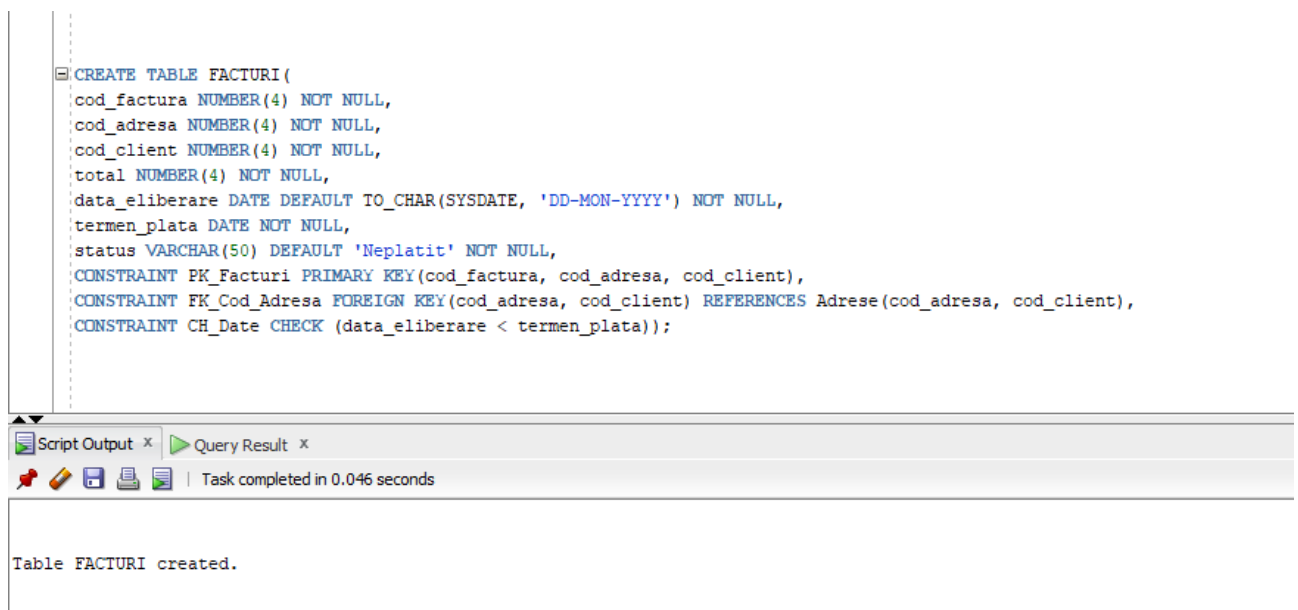 CREATE TABLE FACTURI(
cod_factura NUMBER(4) NOT NULL,
cod_adresa NUMBER(4) NOT NULL,
cod_client NUMBER(4) NOT NULL,
total NUMBER(4) NOT NULL,
data_eliberare DATE DEFAULT TO_CHAR(SYSDATE, 'DD-MON-YYYY') NOT NULL,
termen_plata DATE NOT NULL,
status VARCHAR(50) DEFAULT 'Neplatit' NOT NULL,
CONSTRAINT PK_Facturi PRIMARY KEY(cod_factura, cod_adresa, cod_client),
CONSTRAINT FK_Cod_Adresa FOREIGN KEY(cod_adresa, cod_client) REFERENCES Adrese(cod_adresa, cod_client),
CONSTRAINT CH_Date CHECK (data_eliberare < termen_plata));
Script Output x Query Result x
Task completed in 0.046 seconds
Table FACTURI created.